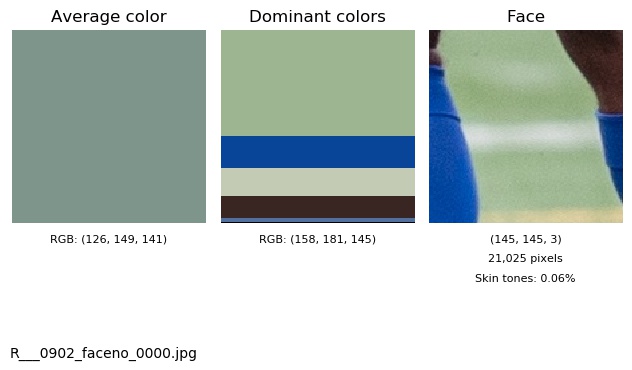 Average color
Dominant colors
Face
RGB: (126, 149, 141)
RGB: (158, 181, 145)
(145, 145, 3)
21,025 pixels
Skin tones: 0.06%
R___0902_faceno_0000.jpg